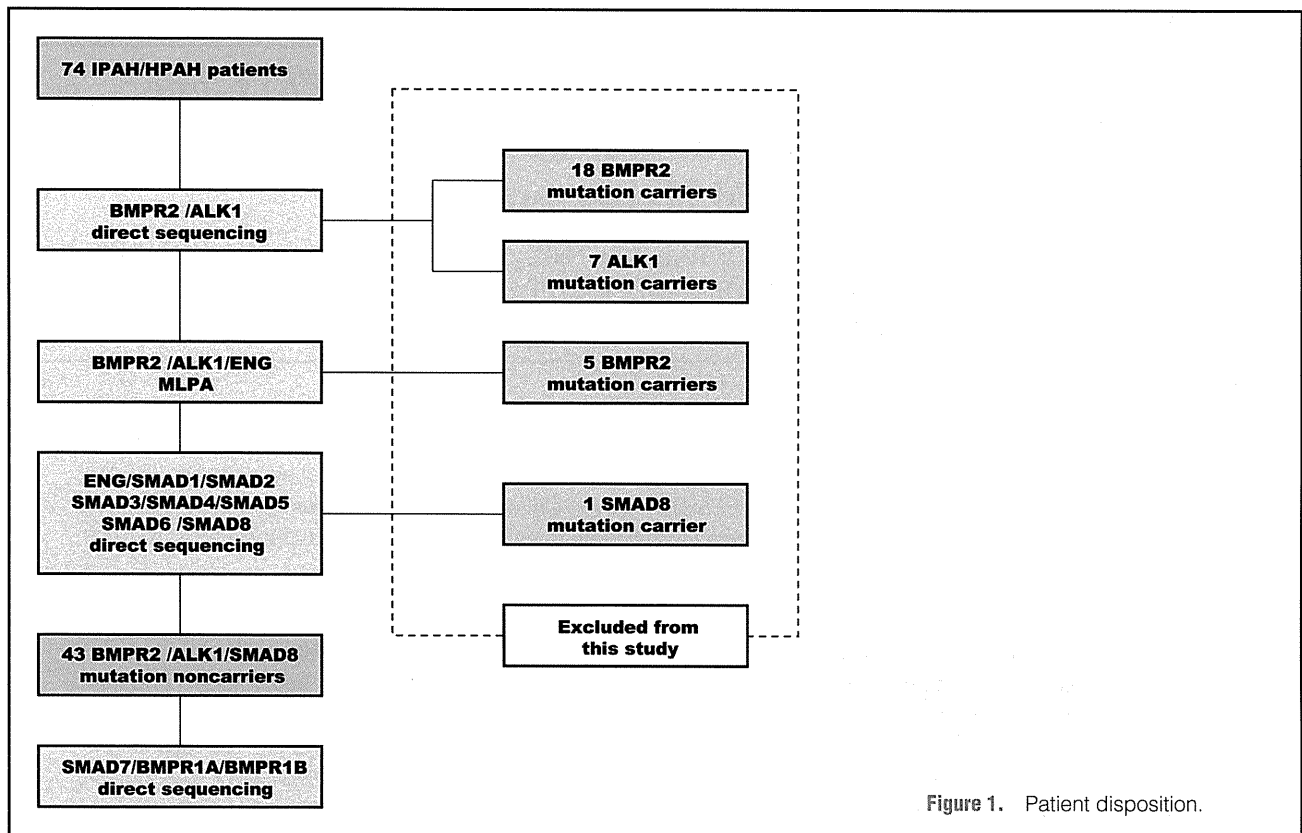 74 IPAH/HPAH patients
BMPR2 /ALK1
direct sequencing
18 BMPR2
mutation carriers
7 ALK1
mutation carriers
BMPR2 /ALK1/ENG
MLPA
5 BMPR2
mutation carriers
ENG/SMAD1/SMAD2
SMAD3/SMAD4/SMAD5
SMAD6 /SMAD8
direct sequencing
1 SMAD8
mutation carrier
Excluded from
this study
43 BMPR2 /ALK1/SMAD8
mutation noncarriers
SMAD7/BMPR1A/BMPR1B
direct sequencing
Figure 1. Patient disposition.